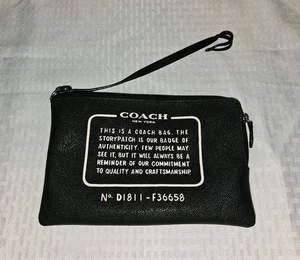 COACH
NEW YORK
THIS IS A COACH BAG. THE
STORYPATCH IS OUR BADGE OF
AUTHENTICITY. FEW PEOPLE MAY
SEE IT, BUT IT WILL ALWAYS BE A
REMINDER OF OUR COMMITMENT
TO QUALITY AND CRAFTSMANSHIP.
Nº D1811-F36658